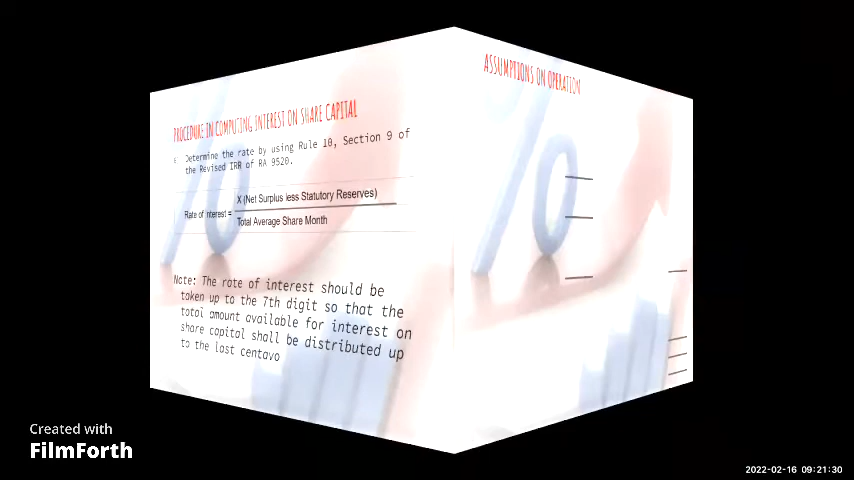 PROCEDURE IN COMPUTING INTEREST ON SHARE CAPITAL
Determine the rate by using Rule 10, Section 9 of
the Revised IRR of RA 9520.
X (Net Surplus less Statutory Reserves)
Rate of Interest =
Total Average Share Month
Note: The rate of interest should be
taken up to the 7th digit so that the
total amount available for interest on
share capital shall be distributed up
to the last centavo
ASSUMPTIONS ON OPERATION
Created with
FilmForth
2022-02-16 09:21:30